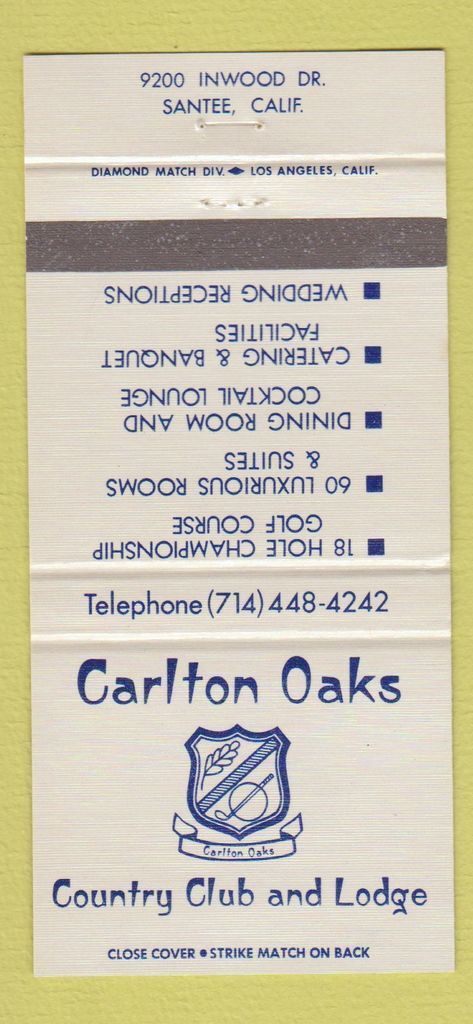 9200 INWOOD DR.
SANTEE, CALIF.
DIAMOND MATCH DIV. ◆ LOS ANGELES, CALIF.
■ 18 HOLE CHAMPIONSHIP
GOLF COURSE
■ 60 LUXURIOUS ROOMS
& SUITES
■ DINING ROOM AND
COCKTAIL LOUNGE
■ CATERING & BANQUET
FACILITIES
■ WEDDING RECEPTIONS
Telephone (714) 448-4242
Carlton Oaks
Carlton Oaks
Country Club and Lodge
CLOSE COVER ● STRIKE MATCH ON BACK